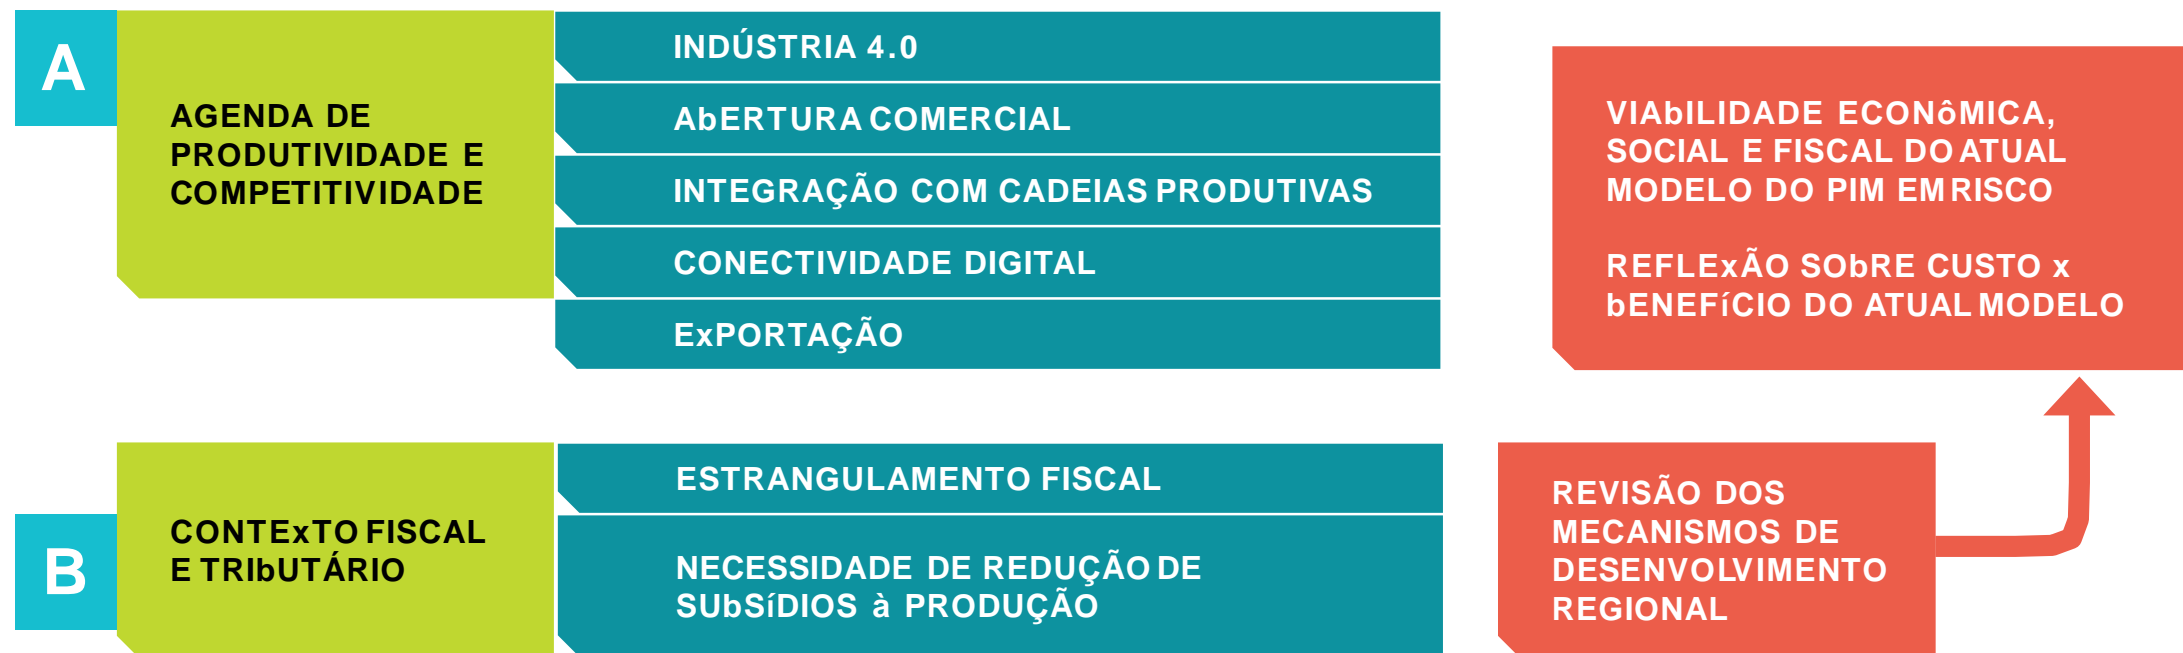 A
AGENDA DE
PRODUTIVIDADE E
COMPETITIVIDADE
INDÚSTRIA 4.0
AbERTURA COMERCIAL
INTEGRAÇÃO COM CADEIAS PRODUTIVAS
CONECTIVIDADE DIGITAL
ExPORTAÇÃO
VIAbILIDADE ECONôMICA,
SOCIAL E FISCAL DO ATUAL
MODELO DO PIM EM RISCO
REFLExÃO SObRE CUSTO x
bENEFíCIO DO ATUAL MODELO
B
CONTExTO FISCAL
E TRIbUTÁRIO
ESTRANGULAMENTO FISCAL
NECESSIDADE DE REDUÇÃO DE
SUbSíDIOS à PRODUÇÃO
REVISÃO DOS
MECANISMOS DE
DESENVOLVIMENTO
REGIONAL